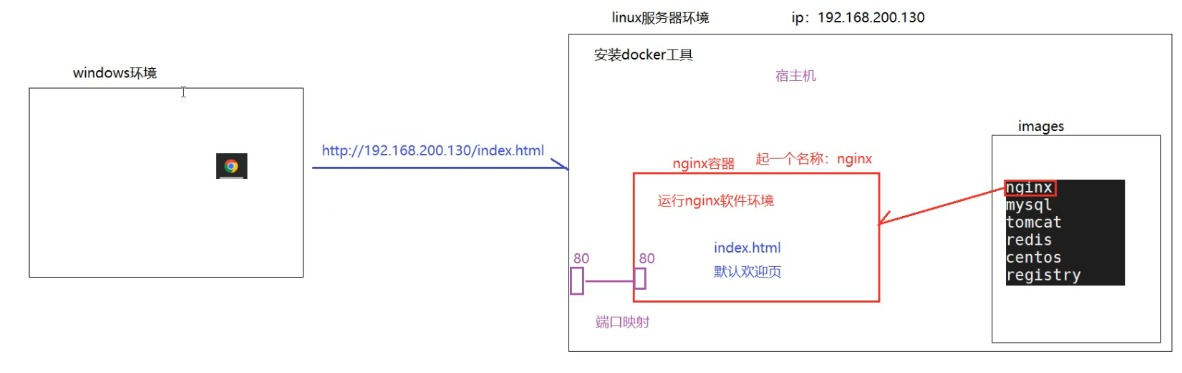 linux服务器环境
ip：192.168.200.130
windows环境
安装docker工具
宿主机
http://192.168.200.130/index.html
nginx容器
起一个名称：nginx
运行nginx软件环境
index.html
默认欢迎页
80
80
端口映射
images
nginx
mysql
tomcat
redis
centos
registry